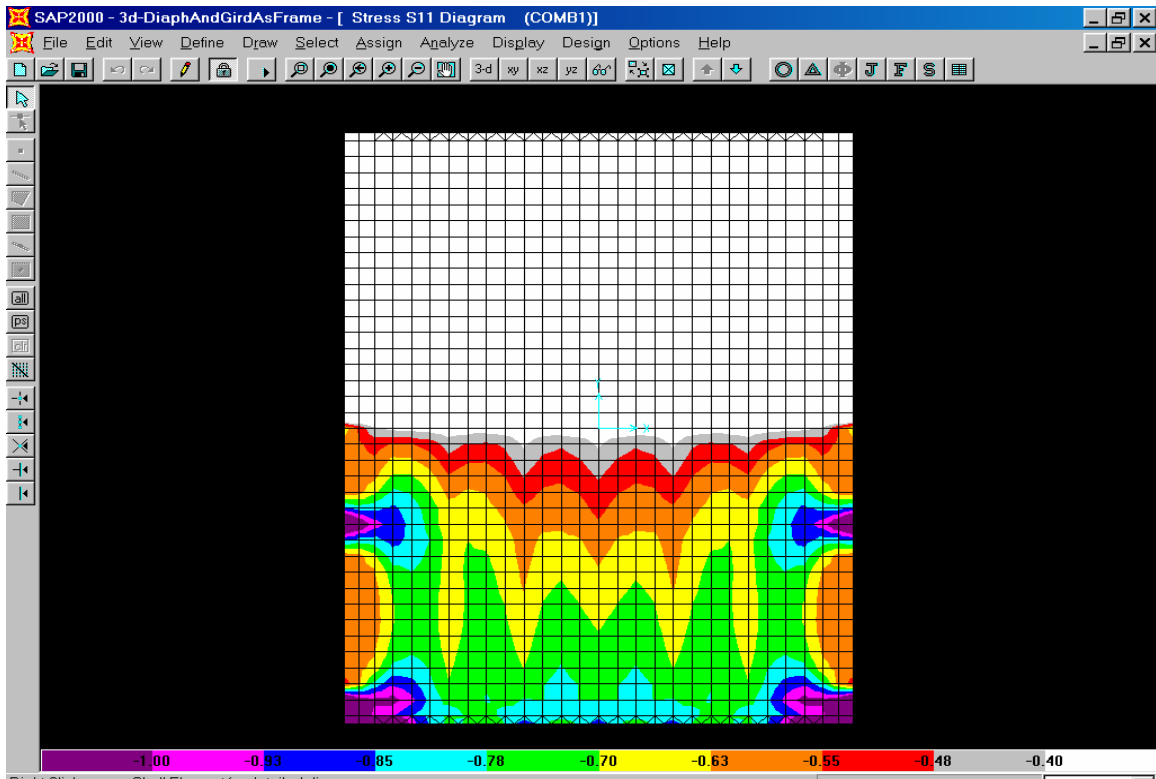 SAP2000 - 3d-DiaphAndGirdAsFrame - [ Stress S11 Diagram (COMB1)]
File Edit View Define Draw Select Assign Analyze Display Design Options Help
3-d xy xz yz J F S
all
ps
clr
Y
X
-1.00 -0.93 -0.85 -0.78 -0.70 -0.63 -0.55 -0.48 -0.40